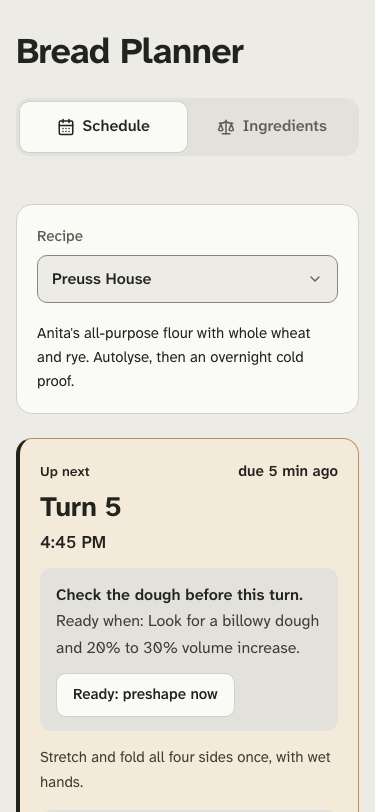 Bread Planner
Schedule
Ingredients
Recipe
Preuss House
Anita's all-purpose flour with whole wheat
and rye. Autolyse, then an overnight cold
proof.
Up next
due 5 min ago
Turn 5
4:45 PM
Check the dough before this turn.
Ready when: Look for a billowy dough
and 20% to 30% volume increase.
Ready: preshape now
Stretch and fold all four sides once, with wet
hands.